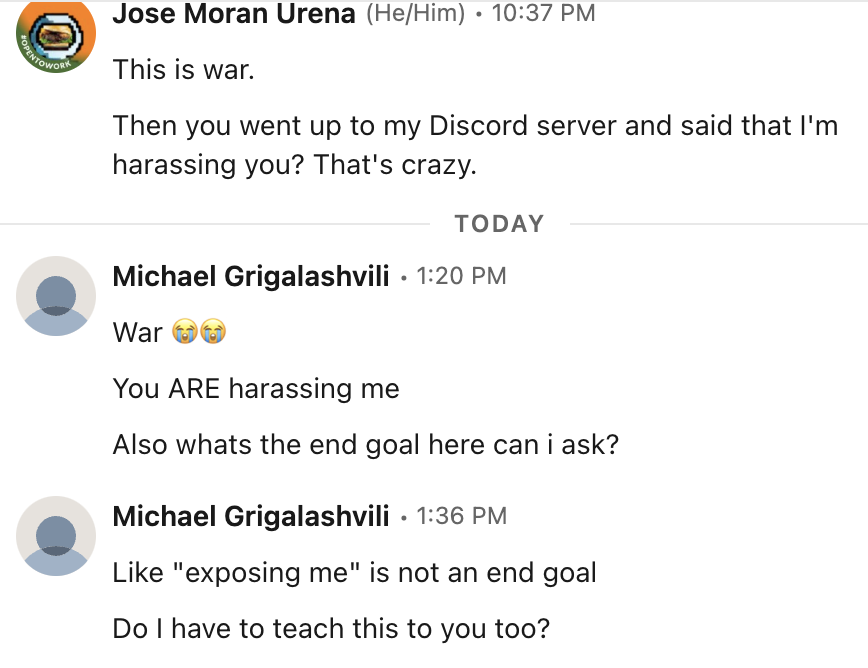 Jose Moran Urena (He/Him) • 10:37 PM
#OPENTOWORK
This is war.
Then you went up to my Discord server and said that I'm
harassing you? That's crazy.
TODAY
Michael Grigalashvili • 1:20 PM
War 😭😭
You ARE harassing me
Also whats the end goal here can i ask?
Michael Grigalashvili • 1:36 PM
Like "exposing me" is not an end goal
Do I have to teach this to you too?